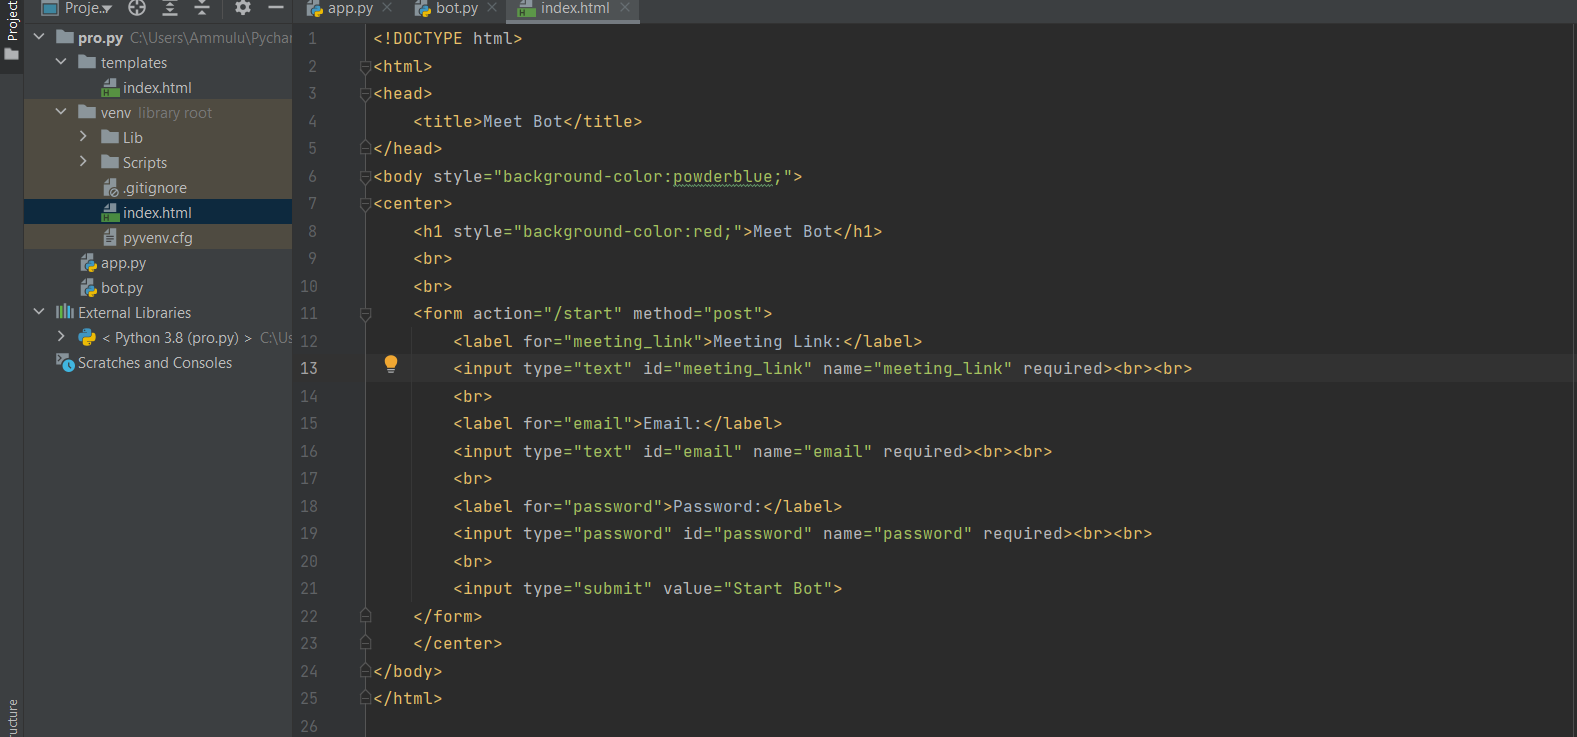 Project
Proje..
app.py
bot.py
index.html
pro.py C:\Users\Ammulu\Pychar
templates
index.html
venv library root
Lib
Scripts
.gitignore
index.html
pyvenv.cfg
app.py
bot.py
External Libraries
< Python 3.8 (pro.py) > C:\Us
Scratches and Consoles
ucture
1 <!DOCTYPE html>
2 <html>
3 <head>
4 <title>Meet Bot</title>
5 </head>
6 <body style="background-color:powderblue;">
7 <center>
8 <h1 style="background-color:red;">Meet Bot</h1>
9 <br>
10 <br>
11 <form action="/start" method="post">
12 <label for="meeting_link">Meeting Link:</label>
13 <input type="text" id="meeting_link" name="meeting_link" required><br><br>
14 <br>
15 <label for="email">Email:</label>
16 <input type="text" id="email" name="email" required><br><br>
17 <br>
18 <label for="password">Password:</label>
19 <input type="password" id="password" name="password" required><br><br>
20 <br>
21 <input type="submit" value="Start Bot">
22 </form>
23 </center>
24 </body>
25 </html>
26